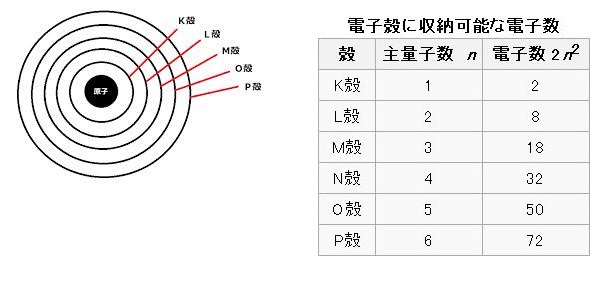 K殻
L殻
M殻
O殻
P殻
原子
電子殻に収納可能な電子数
殻 主量子数 n 電子数 2n²
K殻 1 2
L殻 2 8
M殻 3 18
N殻 4 32
O殻 5 50
P殻 6 72